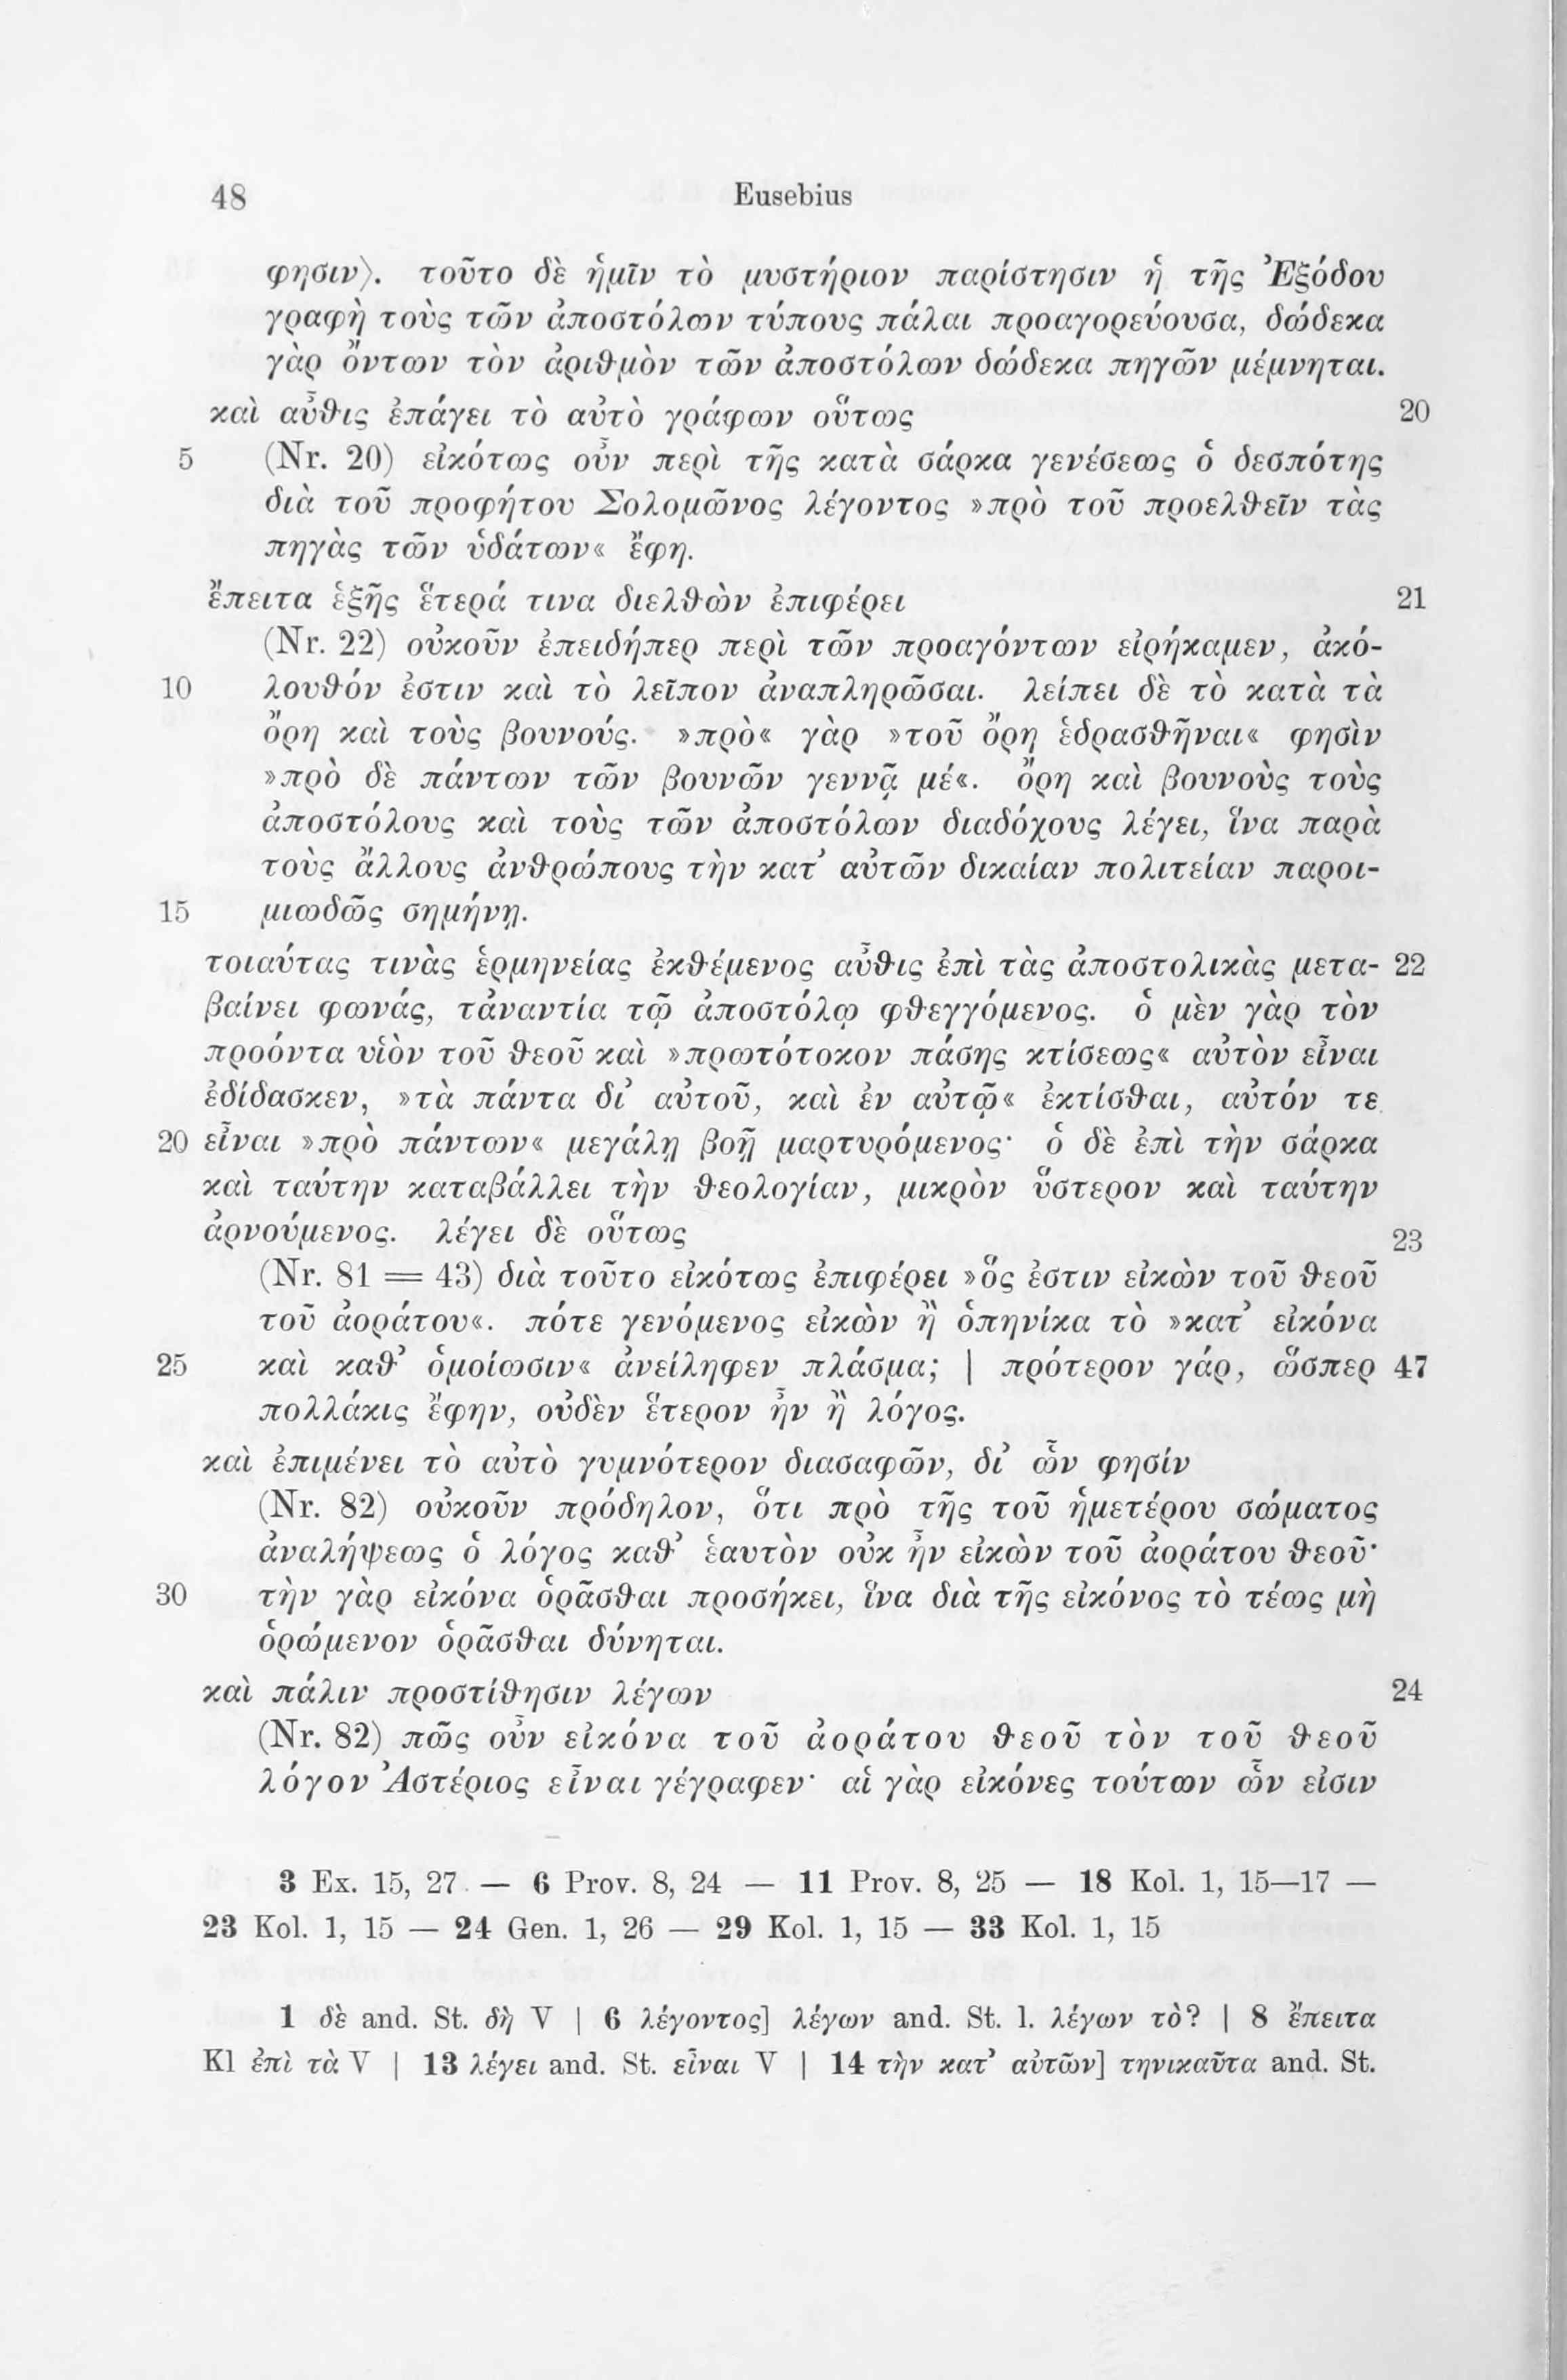 48 Eusebius
φησιν⟩. τοῦτο δὲ ἡμῖν τὸ μυστήριον παρίστησιν ἡ τῆς Ἐξόδου
γραφὴ τοὺς τῶν ἀποστόλων τύπους πάλαι προαγορεύουσα, δώδεκα
γὰρ ὄντων τὸν ἀριθμὸν τῶν ἀποστόλων δώδεκα πηγῶν μέμνηται.
καὶ αὖθις ἐπάγει τὸ αὐτὸ γράφων οὕτως 20
5 (Nr. 20) εἰκότως οὖν περὶ τῆς κατὰ σάρκα γενέσεως ὁ δεσπότης
διὰ τοῦ προφήτου Σολομῶνος λέγοντος »πρὸ τοῦ προελθεῖν τὰς
πηγὰς τῶν ὑδάτων« ἔφη.
ἔπειτα ἑξῆς ἕτερά τινα διελθὼν ἐπιφέρει 21
(Nr. 22) οὐκοῦν ἐπειδήπερ περὶ τῶν προαγόντων εἰρήκαμεν, ἀκό-
10 λουθόν ἐστιν καὶ τὸ λεῖπον ἀναπληρῶσαι. λείπει δὲ τὸ κατὰ τὰ
ὄρη καὶ τοὺς βουνούς. »πρὸ« γὰρ »τοῦ ὄρη ἑδρασθῆναι« φησὶν
»πρὸ δὲ πάντων τῶν βουνῶν γεννᾷ μέ«. ὄρη καὶ βουνοὺς τοὺς
ἀποστόλους καὶ τοὺς τῶν ἀποστόλων διαδόχους λέγει, ἵνα παρὰ
τοὺς ἄλλους ἀνθρώπους τὴν κατ’ αὐτῶν δικαίαν πολιτείαν παροι-
15 μιωδῶς σημήνῃ.
τοιαύτας τινὰς ἑρμηνείας ἐκθέμενος αὖθις ἐπὶ τὰς ἀποστολικὰς μετα- 22
βαίνει φωνάς, τἀναντία τῷ ἀποστόλῳ φθεγγόμενος. ὁ μὲν γὰρ τὸν
προόντα υἱὸν τοῦ θεοῦ καὶ »πρωτότοκον πάσης κτίσεως« αὐτὸν εἶναι
ἐδίδασκεν, »τὰ πάντα δι’ αὐτοῦ, καὶ ἐν αὐτῷ« ἐκτίσθαι, αὐτόν τε
20 εἶναι »πρὸ πάντων« μεγάλῃ βοῇ μαρτυρόμενος· ὁ δὲ ἐπὶ τὴν σάρκα
καὶ ταύτην καταβάλλει τὴν θεολογίαν, μικρὸν ὕστερον καὶ ταύτην
ἀρνούμενος. λέγει δὲ οὕτως 23
(Nr. 81 = 43) διὰ τοῦτο εἰκότως ἐπιφέρει »ὅς ἐστιν εἰκὼν τοῦ θεοῦ
τοῦ ἀοράτου«. πότε γενόμενος εἰκὼν ἢ ὁπηνίκα τὸ »κατ’ εἰκόνα
25 καὶ καθ’ ὁμοίωσιν« ἀνείληφεν πλάσμα; | πρότερον γάρ, ὥσπερ 47
πολλάκις ἔφην, οὐδὲν ἕτερον ἦν ἢ λόγος.
καὶ ἐπιμένει τὸ αὐτὸ γυμνότερον διασαφῶν, δι’ ὧν φησίν
(Nr. 82) οὐκοῦν πρόδηλον, ὅτι πρὸ τῆς τοῦ ἡμετέρου σώματος
ἀναλήψεως ὁ λόγος καθ’ ἑαυτὸν οὐκ ἦν εἰκὼν τοῦ ἀοράτου θεοῦ·
30 τὴν γὰρ εἰκόνα ὁρᾶσθαι προσήκει, ἵνα διὰ τῆς εἰκόνος τὸ τέως μὴ
ὁρώμενον ὁρᾶσθαι δύνηται.
καὶ πάλιν προστίθησιν λέγων 24
(Nr. 82) πῶς οὖν εἰκόνα τοῦ ἀοράτου θεοῦ τὸν τοῦ θεοῦ
λόγον Ἀστέριος εἶναι γέγραφεν· αἱ γὰρ εἰκόνες τούτων ὧν εἰσιν
3 Ex. 15, 27 — 6 Prov. 8, 24 — 11 Prov. 8, 25 — 18 Kol. 1, 15—17 —
23 Kol. 1, 15 — 24 Gen. 1, 26 — 29 Kol. 1, 15 — 33 Kol. 1, 15
1 δὲ and. St. δὴ V | 6 λέγοντος] λέγων and. St. l. λέγων τὸ? | 8 ἔπειτα
Kl ἐπὶ τὰ V | 13 λέγει and. St. εἶναι V | 14 τὴν κατ’ αὐτῶν] τηνικαῦτα and. St.